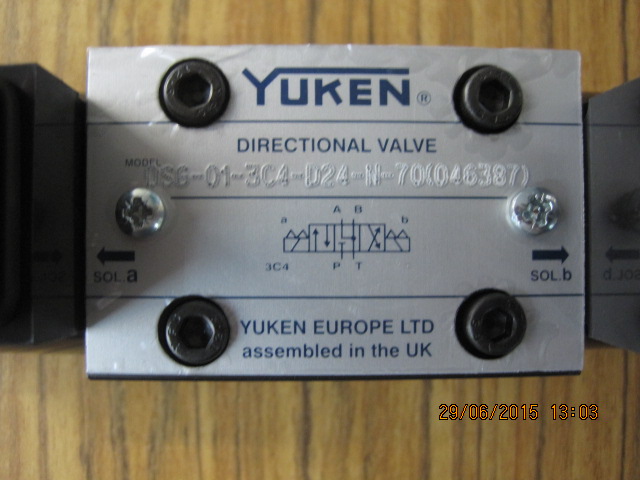 YUKEN®
DIRECTIONAL VALVE
MODEL DSG-01-3C4-D24-N-70(046387)
A B
a b
3C4 P T
SOL.a SOL.b
YUKEN EUROPE LTD
assembled in the UK
29/06/2015 13:03